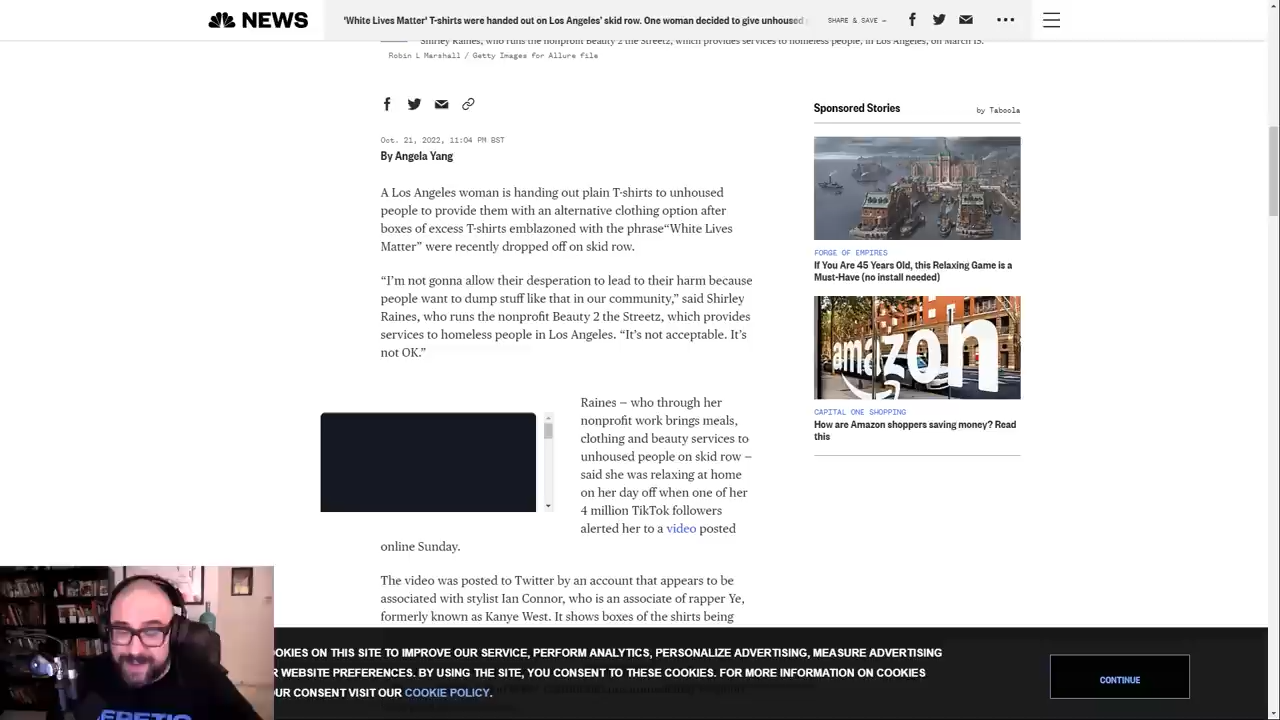 NEWS
'White Lives Matter' T-shirts were handed out on Los Angeles' skid row. One woman decided to give unhoused
SHARE & SAVE —
Shirley Raines, who runs the nonprofit Beauty 2 the Streetz, which provides services to homeless people, in Los Angeles, on March 15.
Robin L Marshall / Getty Images for Allure file
Oct. 21, 2022, 11:04 PM BST
By Angela Yang
A Los Angeles woman is handing out plain T-shirts to unhoused
people to provide them with an alternative clothing option after
boxes of excess T-shirts emblazoned with the phrase“White Lives
Matter” were recently dropped off on skid row.
“I’m not gonna allow their desperation to lead to their harm because
people want to dump stuff like that in our community,” said Shirley
Raines, who runs the nonprofit Beauty 2 the Streetz, which provides
services to homeless people in Los Angeles. “It’s not acceptable. It’s
not OK.”
Raines — who through her
nonprofit work brings meals,
clothing and beauty services to
unhoused people on skid row —
said she was relaxing at home
on her day off when one of her
4 million TikTok followers
alerted her to a video posted
online Sunday.
The video was posted to Twitter by an account that appears to be
associated with stylist Ian Connor, who is an associate of rapper Ye,
formerly known as Kanye West. It shows boxes of the shirts being
Sponsored Stories
by Taboola
FORGE OF EMPIRES
If You Are 45 Years Old, this Relaxing Game is a
Must-Have (no install needed)
amazon
CAPITAL ONE SHOPPING
How are Amazon shoppers saving money? Read
this
OKIES ON THIS SITE TO IMPROVE OUR SERVICE, PERFORM ANALYTICS, PERSONALIZE ADVERTISING, MEASURE ADVERTISING
R WEBSITE PREFERENCES. BY USING THE SITE, YOU CONSENT TO THESE COOKIES. FOR MORE INFORMATION ON COOKIES
UR CONSENT VISIT OUR COOKIE POLICY.
CONTINUE